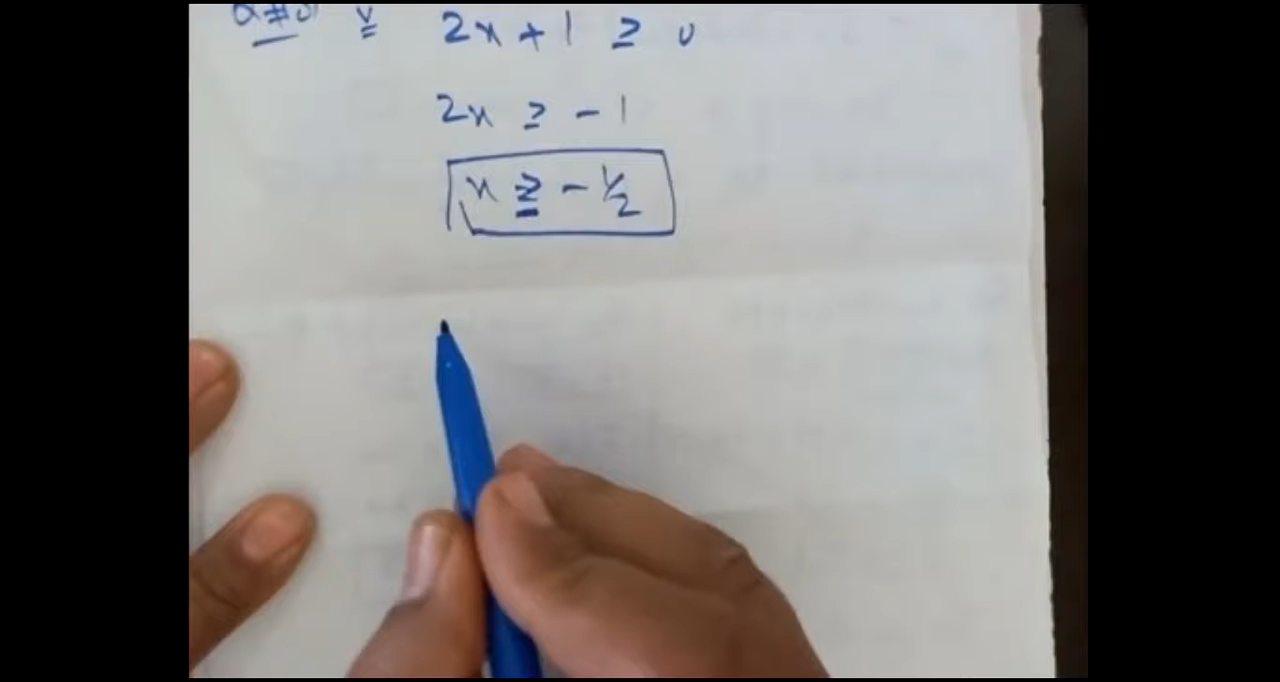 2x + 1 ≥ 0
2x ≥ - 1
x ≥ - 1/2